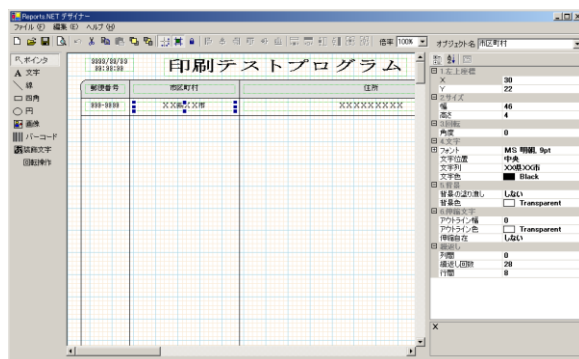 Reports.NET デザイナー
ファイル(F) 編集(E) ヘルプ(H)
倍率 100%
オブジェクト名 市区町村
ポインタ
文字
線
四角
円
画像
バーコード
装飾文字
回転操作
9999/99/99
99:99:99
印刷テストプログラム
郵便番号 市区町村 住所
999-9999 XX県XX市 XXXXXXXXX
1.左上座標
X 30
Y 22
2.サイズ
幅 46
高さ 4
3.回転
角度 0
4.文字
フォント MS 明朝, 9pt
文字位置 中央
文字列 XX県XX市
文字色 Black
5.背景
背景の塗り潰し しない
背景色 Transparent
6.伸縮文字
アウトライン幅 0
アウトライン色 Transparent
伸縮自在 しない
繰返し
列間 0
繰返し回数 20
行間 8
X